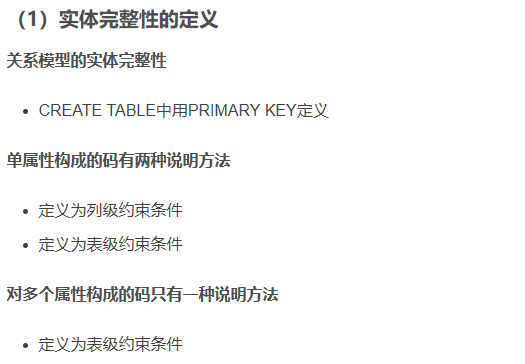 （1）实体完整性的定义
关系模型的实体完整性
• CREATE TABLE中用PRIMARY KEY定义
单属性构成的码有两种说明方法
• 定义为列级约束条件
• 定义为表级约束条件
对多个属性构成的码只有一种说明方法
• 定义为表级约束条件